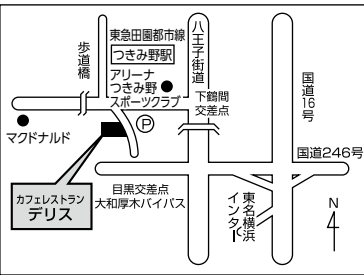 東急田園都市線
つきみ野駅
アリーナ
つきみ野
スポーツクラブ
歩道橋
八王子街道
下鶴間
交差点
国道16号
P
マクドナルド
国道246号
カフェレストラン
デリス
目黒交差点
大和厚木バイパス
東名横浜
インター
N